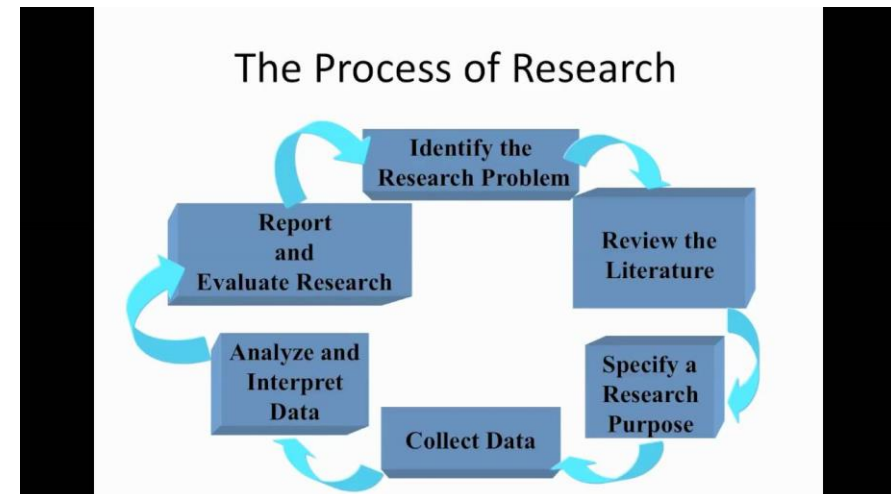 The Process of Research
Identify the
Research Problem
Review the
Literature
Specify a
Research
Purpose
Collect Data
Analyze and
Interpret
Data
Report
and
Evaluate Research